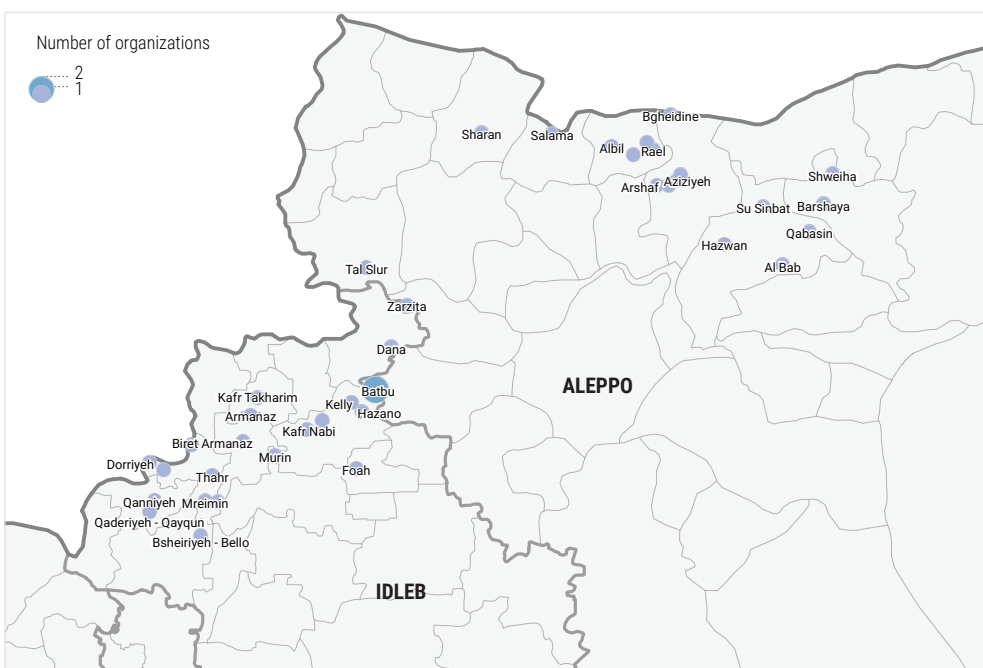 Number of organizations
2
1
Bgheidine
Sharan
Salama
Albil
Rael
Arshaf
Aziziyeh
Shweiha
Su Sinbat
Barshaya
Qabasin
Hazwan
Al Bab
Tal Slur
Zarzita
Dana
ALEPPO
Batbu
Kafr Takharim
Kelly
Hazano
Armanaz
Kafr Nabi
Biret Armanaz
Murin
Dorriyeh
Foah
Thahr
Qanniyeh
Mreimin
Qaderiyeh - Qayqun
Bsheiriyeh - Bello
IDLEB